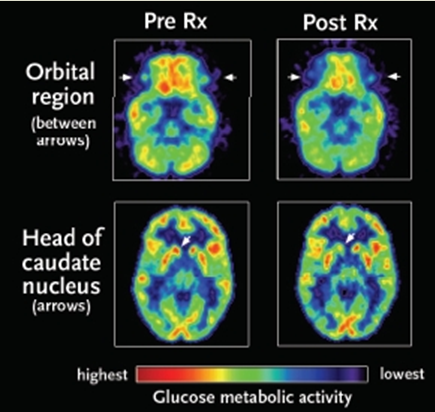 Pre Rx
Post Rx
Orbital
region
(between
arrows)
Head of
caudate
nucleus
(arrows)
highest
lowest
Glucose metabolic activity